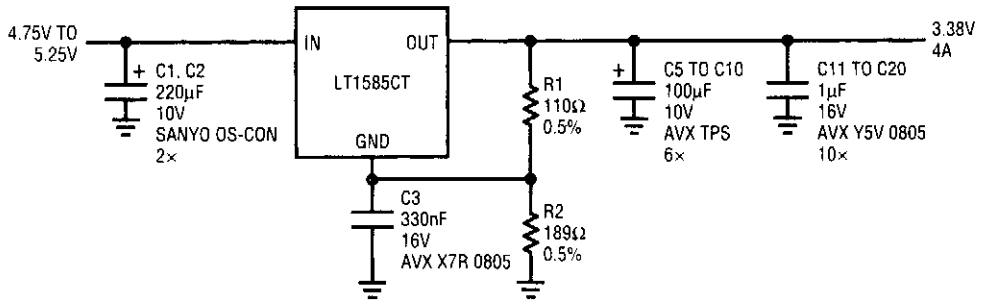 4.75V TO
5.25V
+
C1, C2
220µF
10V
SANYO OS-CON
2×
IN
OUT
LT1585CT
GND
C3
330nF
16V
AVX X7R 0805
R1
110Ω
0.5%
R2
189Ω
0.5%
+
C5 TO C10
100µF
10V
AVX TPS
6×
C11 TO C20
1µF
16V
AVX Y5V 0805
10×
3.38V
4A